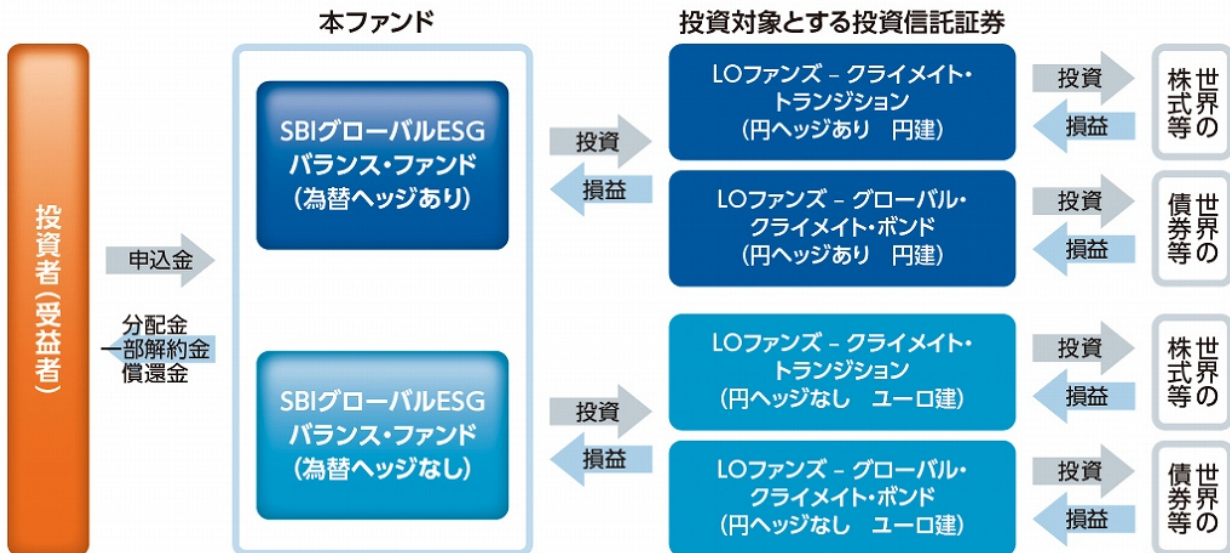 本ファンド
投資対象とする投資信託証券
投資者(受益者)
申込金
分配金
一部解約金
償還金
SBIグローバルESG
バランス・ファンド
(為替ヘッジあり)
投資
損益
LOファンズ – クライメイト・
トランジション
(円ヘッジあり 円建)
投資
損益
世界の
株式等
LOファンズ – グローバル・
クライメイト・ボンド
(円ヘッジあり 円建)
投資
損益
世界の
債券等
SBIグローバルESG
バランス・ファンド
(為替ヘッジなし)
投資
損益
LOファンズ – クライメイト・
トランジション
(円ヘッジなし ユーロ建)
投資
損益
世界の
株式等
LOファンズ – グローバル・
クライメイト・ボンド
(円ヘッジなし ユーロ建)
投資
損益
世界の
債券等